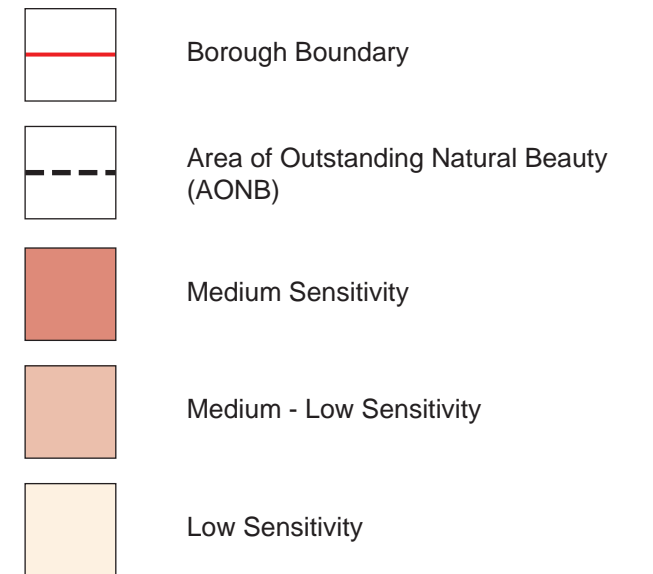 Borough Boundary
Area of Outstanding Natural Beauty
(AONB)
Medium Sensitivity
Medium - Low Sensitivity
Low Sensitivity